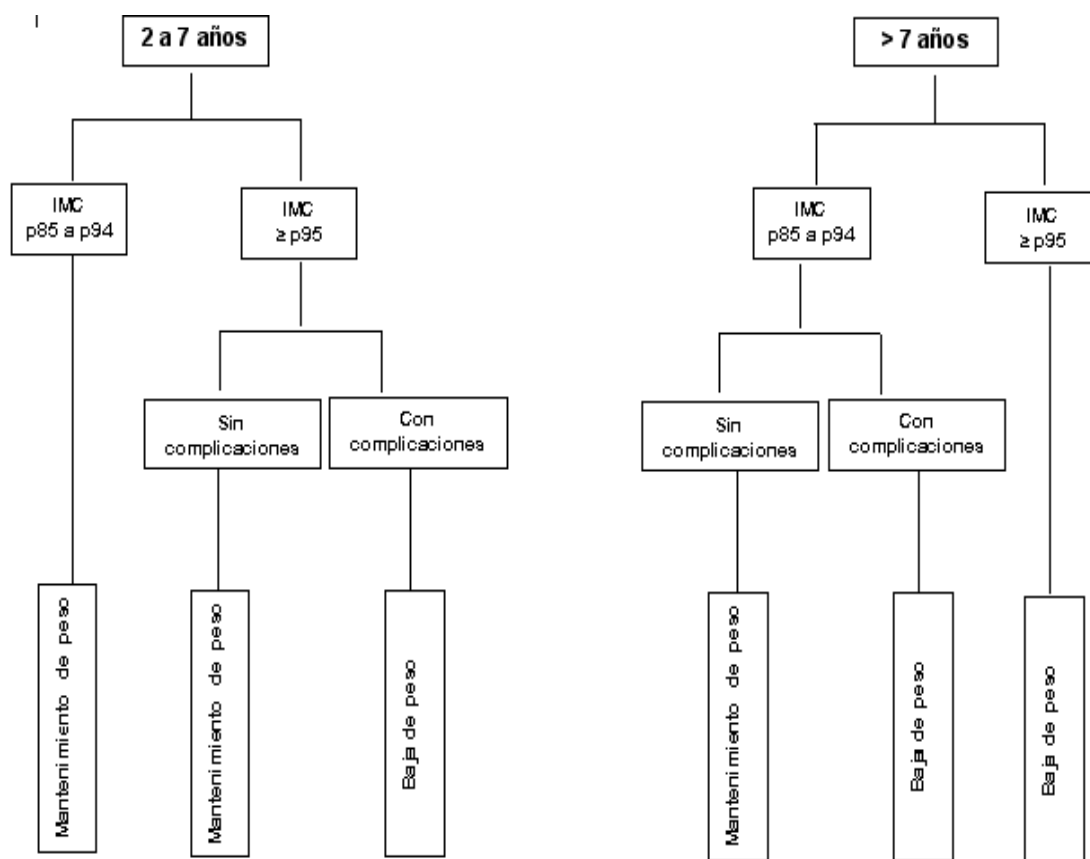 2 a 7 años
> 7 años
IMC
p85 a p94
IMC
≥ p95
IMC
p85 a p94
IMC
≥ p95
Sin
complicaciones
Con
complicaciones
Sin
complicaciones
Con
complicaciones
Mantenimiento de peso
Mantenimiento de peso
Baja de peso
Mantenimiento de peso
Baja de peso
Baja de peso